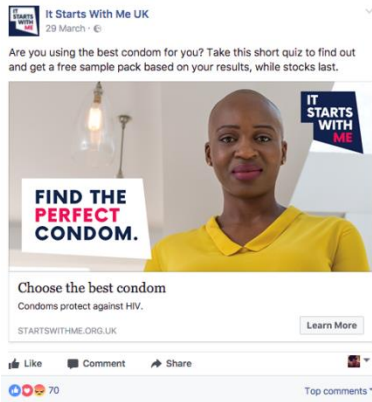 IT
STARTS
WITH
ME
It Starts With Me UK
29 March ·
Are you using the best condom for you? Take this short quiz to find out
and get a free sample pack based on your results, while stocks last.
IT
STARTS
WITH
ME
FIND THE
PERFECT
CONDOM.
Choose the best condom
Condoms protect against HIV.
STARTSWITHME.ORG.UK
Learn More
Like Comment Share
70 Top comments